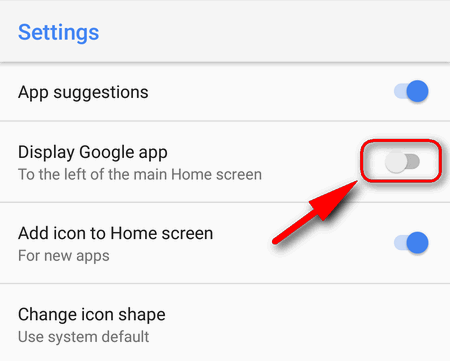 Settings
App suggestions
Display Google app
To the left of the main Home screen
Add icon to Home screen
For new apps
Change icon shape
Use system default